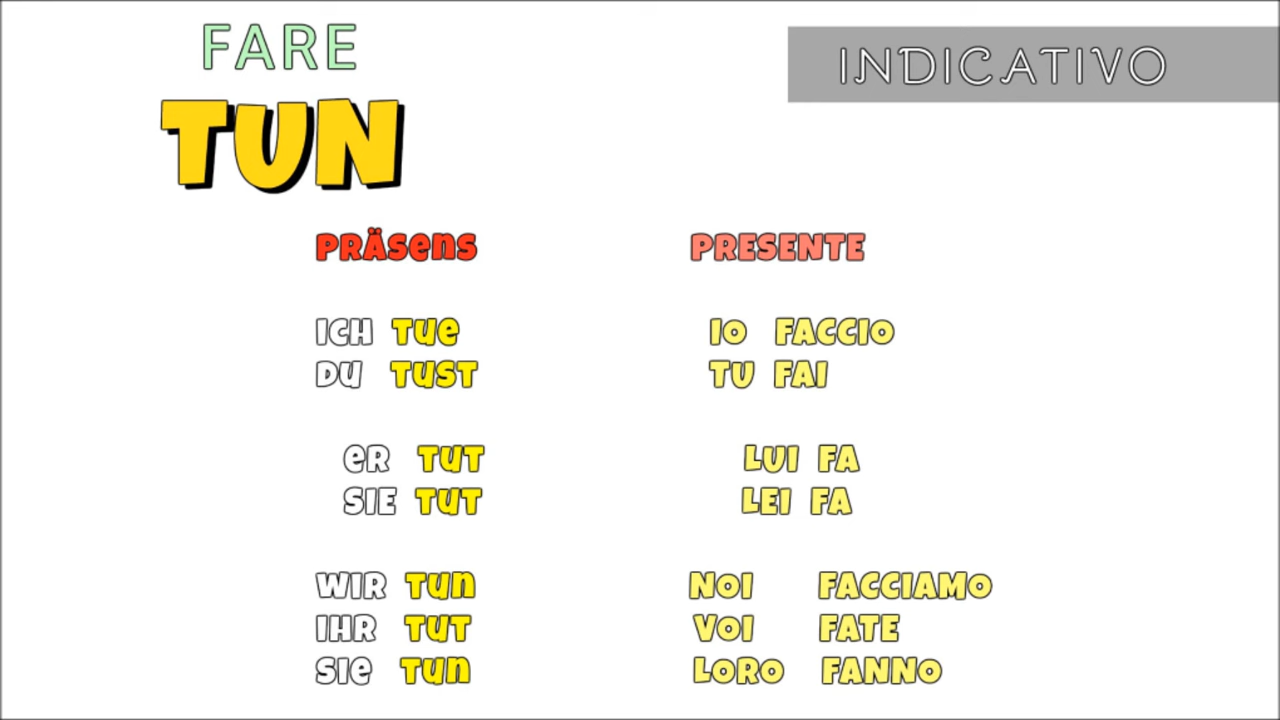 FARE
INDICATIVO
TUN
PRÄsens PRESENTE
ICH Tue IO FACCIO
DU TUST TU FAI
eR TUT LUI FA
SIE TUT LEI FA
WIR Tun NOI FACCIAMO
IHR TUT VOI FATE
SIe Tun LORO FANNO